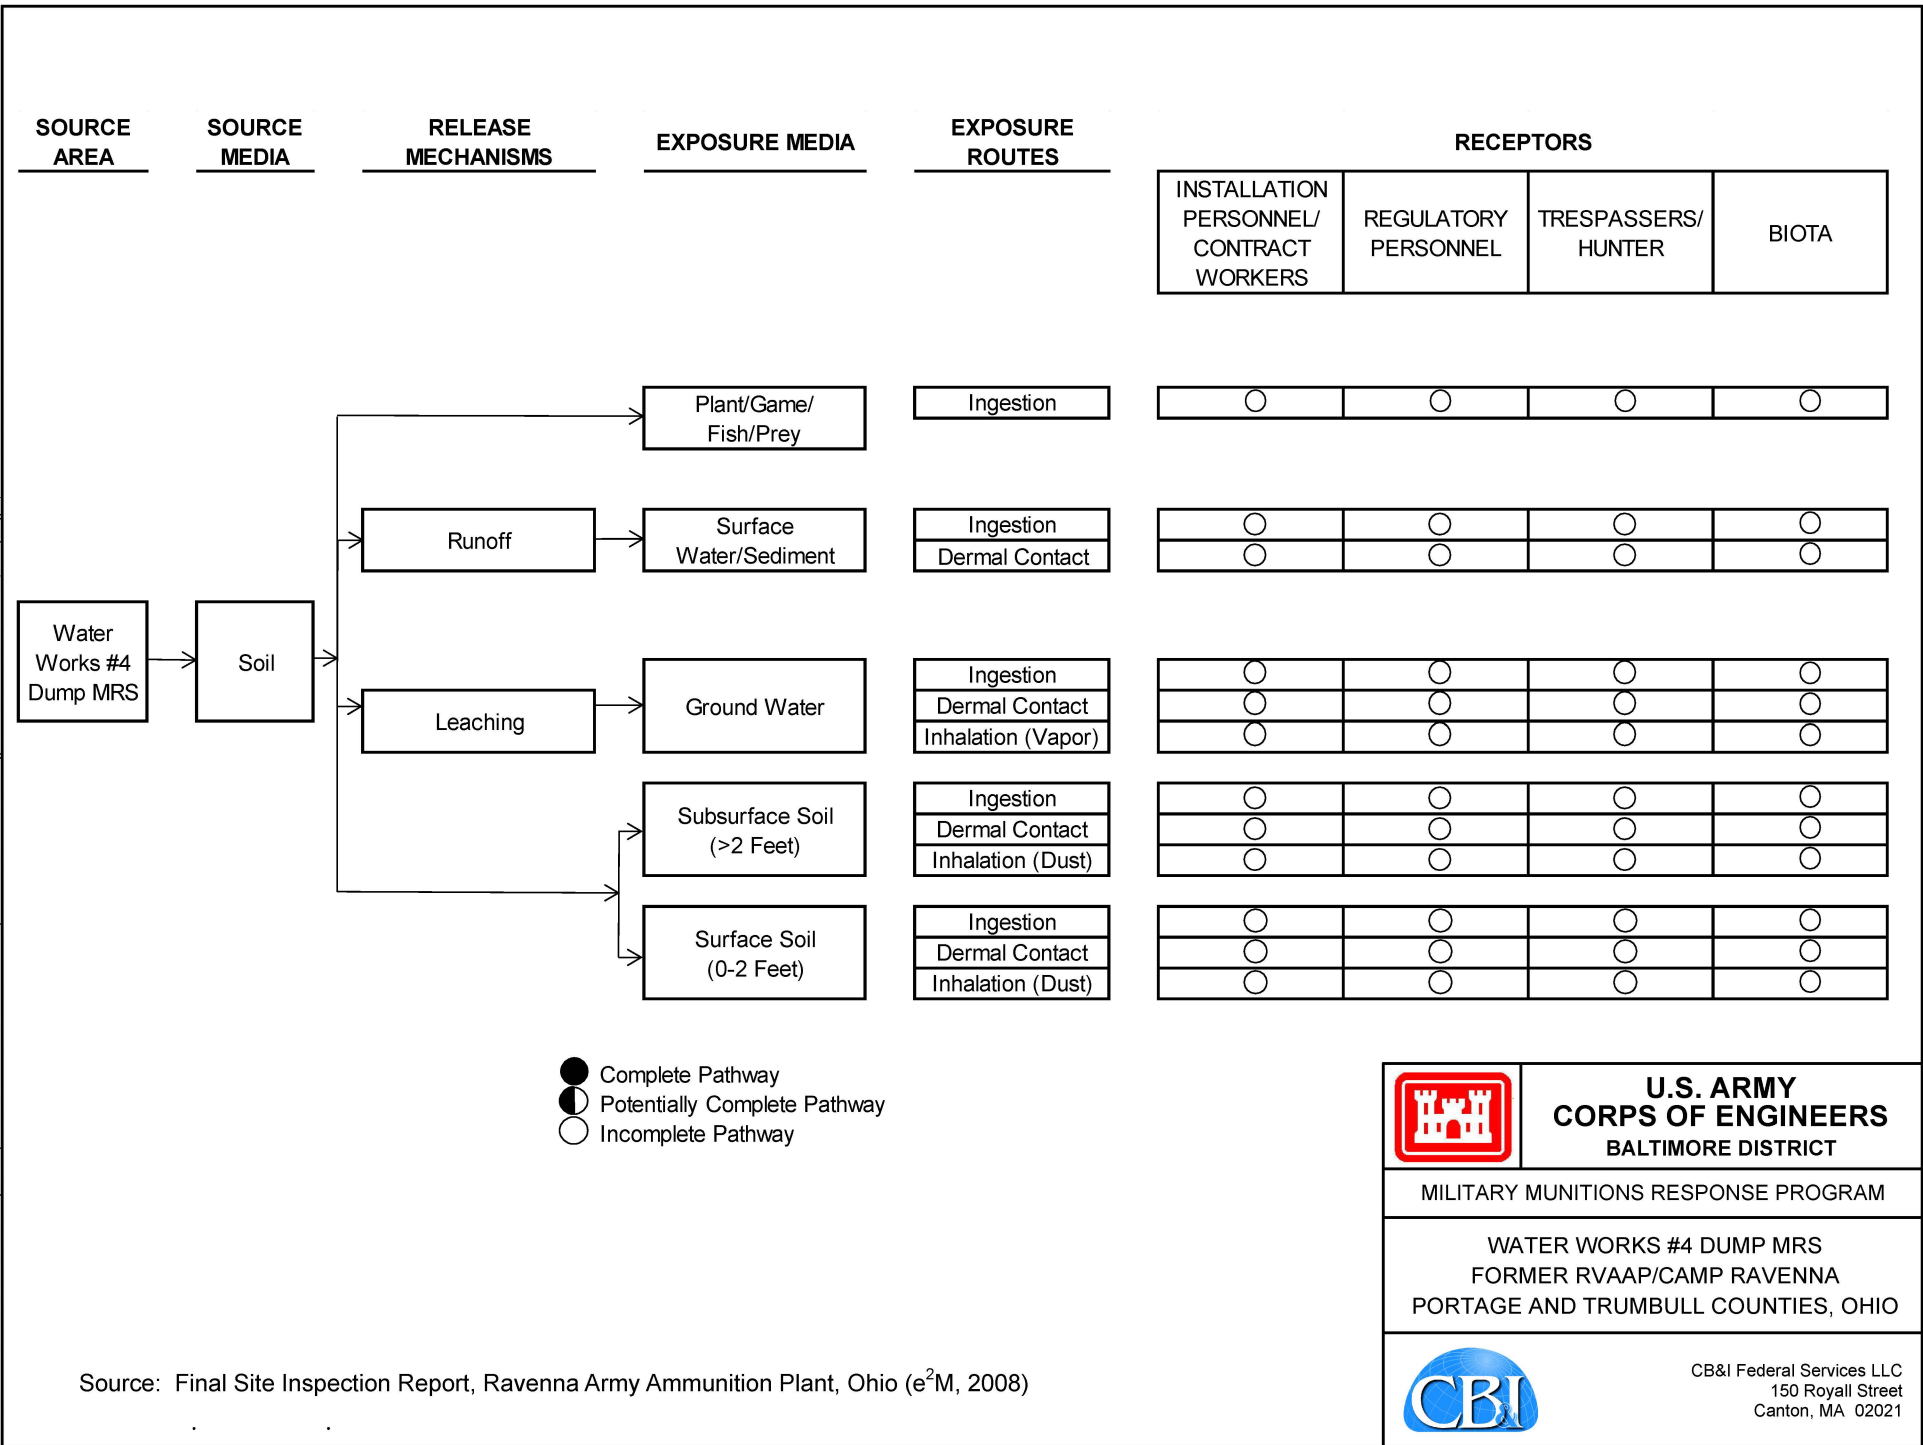 SOURCE
AREA
SOURCE
MEDIA
RELEASE
MECHANISMS
EXPOSURE MEDIA
EXPOSURE
ROUTES
RECEPTORS
INSTALLATION
PERSONNEL/
CONTRACT
WORKERS
REGULATORY
PERSONNEL
TRESPASSERS/
HUNTER
BIOTA
Plant/Game/
Fish/Prey
Ingestion
Runoff
Surface
Water/Sediment
Ingestion
Dermal Contact
Water
Works #4
Dump MRS
Soil
Leaching
Ground Water
Ingestion
Dermal Contact
Inhalation (Vapor)
Subsurface Soil
(>2 Feet)
Ingestion
Dermal Contact
Inhalation (Dust)
Surface Soil
(0-2 Feet)
Ingestion
Dermal Contact
Inhalation (Dust)
Complete Pathway
Potentially Complete Pathway
Incomplete Pathway
U.S. ARMY
CORPS OF ENGINEERS
BALTIMORE DISTRICT
MILITARY MUNITIONS RESPONSE PROGRAM
WATER WORKS #4 DUMP MRS
FORMER RVAAP/CAMP RAVENNA
PORTAGE AND TRUMBULL COUNTIES, OHIO
Source: Final Site Inspection Report, Ravenna Army Ammunition Plant, Ohio (e²M, 2008)
CB&I
CB&I Federal Services LLC
150 Royall Street
Canton, MA 02021